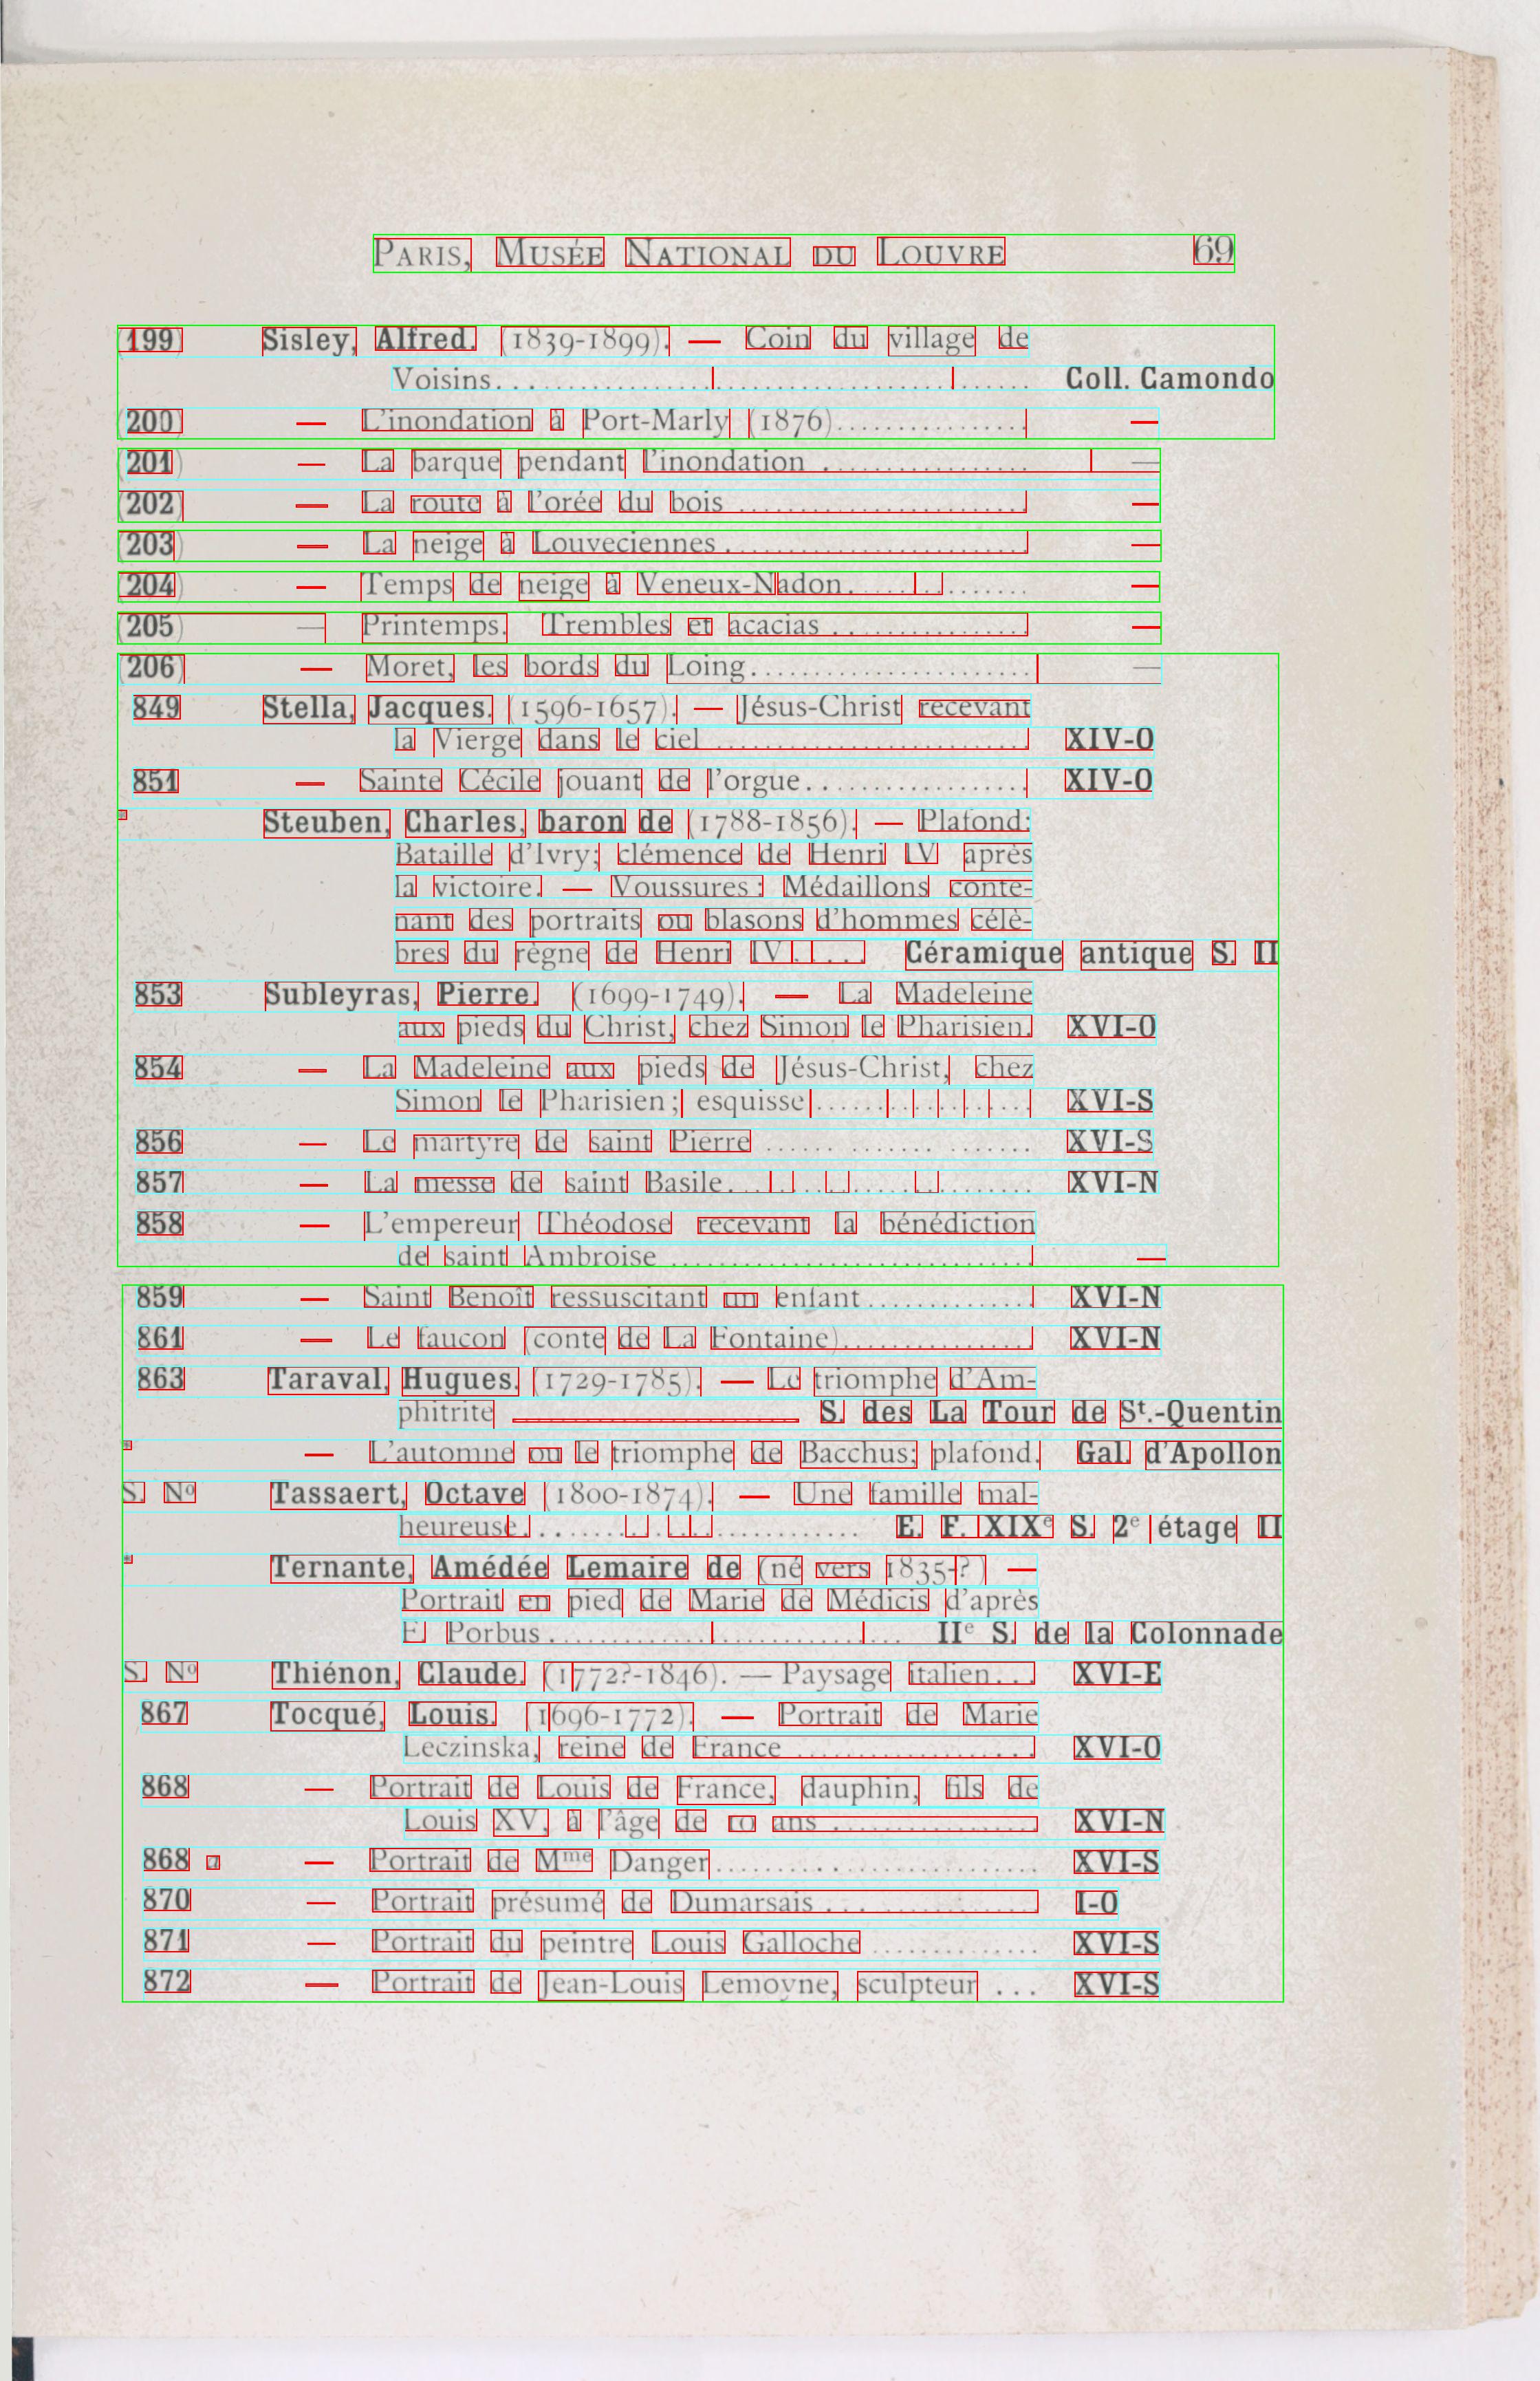 PARIS, MUSÉE NATIONAL DU LOUVRE 69
(199) Sisley, Alfred. (1839-1899). — Coin du village de
Voisins........................................ Coll. Camondo
(200) — L'inondation à Port-Marly (1876)................ —
(201) — La barque pendant l'inondation ................. —
(202) — La route à l'orée du bois......................... —
(203) — La neige à Louveciennes......................... —
(204) — Temps de neige à Veneux-Nadon............... —
(205) — Printemps. Trembles et acacias ................ —
(206) — Moret, les bords du Loing....................... —
849 Stella, Jacques. (1596-1657). — Jésus-Christ recevant
la Vierge dans le ciel .......................... XIV-O
851 — Sainte Cécile jouant de l'orgue.................. XIV-O
* Steuben, Charles, baron de (1788-1856). — Plafond:
Bataille d'Ivry; clémence de Henri IV après
la victoire. — Voussures: Médaillons conte-
nant des portraits ou blasons d'hommes célè-
bres du règne de Henri IV...... Céramique antique S. II
853 Subleyras, Pierre. (1699-1749). — La Madeleine
aux pieds du Christ, chez Simon le Pharisien. XVI-O
854 — La Madeleine aux pieds de Jésus-Christ, chez
Simon le Pharisien; esquisse.................. XVI-S
856 — Le martyre de saint Pierre ...................... XVI-S
857 — La messe de saint Basile......................... XVI-N
858 — L'empereur Théodose recevant la bénédiction
de saint Ambroise .............................. —
859 — Saint Benoît ressuscitant un enfant.............. XVI-N
861 — Le faucon (conte de La Fontaine)................ XVI-N
863 Taraval, Hugues. (1729-1785). — Le triomphe d'Am-
phitrite ........................ S. des La Tour de St.-Quentin
* — L'automne ou le triomphe de Bacchus; plafond. Gal. d'Apollon
S. No Tassaert, Octave (1800-1874). — Une famille mal-
heureuse............................ E. F. XIXe S. 2e étage II
* Ternante, Amédée Lemaire de (né vers 1835-?) —
Portrait en pied de Marie de Médicis d'après
F. Porbus.............................. IIe S. de la Colonnade
S. No Thiénon, Claude. (1772?-1846). — Paysage italien... XVI-E
867 Tocqué, Louis. (1696-1772). — Portrait de Marie
Leczinska, reine de France .................... XVI-O
868 — Portrait de Louis de France, dauphin, fils de
Louis XV, à l'âge de 10 ans .................. XVI-N
868 a — Portrait de Mme Danger........................... XVI-S
870 — Portrait présumé de Dumarsais .................. I-O
871 — Portrait du peintre Louis Galloche .............. XVI-S
872 — Portrait de Jean-Louis Lemoyne, sculpteur ... XVI-S